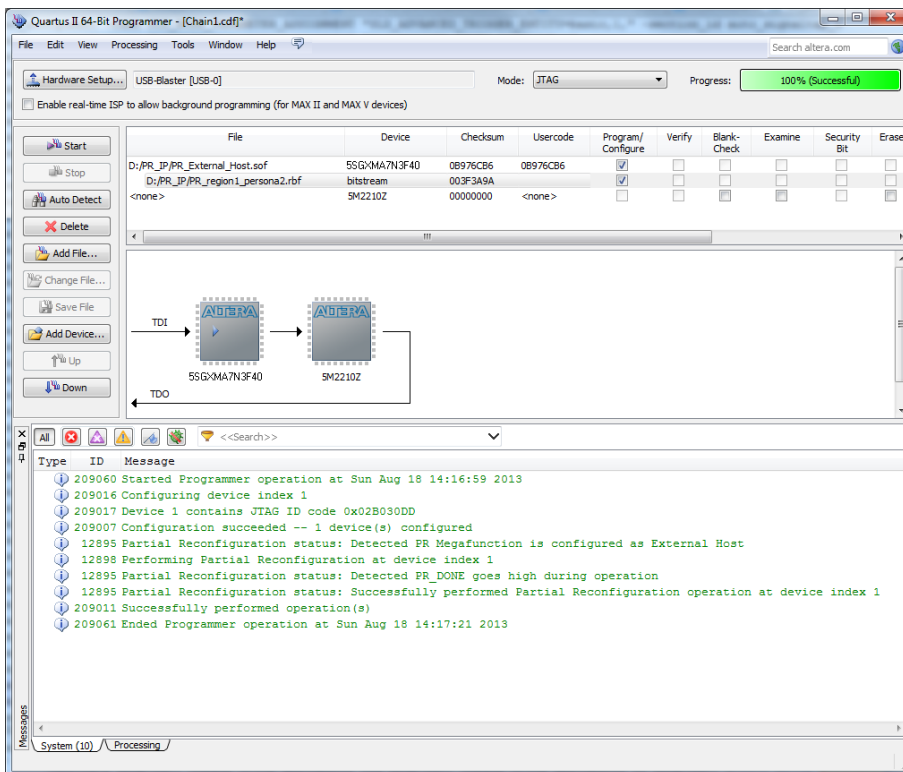 Quartus II 64-Bit Programmer - [Chain1.cdf]*
File Edit View Processing Tools Window Help
Search altera.com
Hardware Setup... USB-Blaster [USB-0] Mode: JTAG Progress: 100% (Successful)
Enable real-time ISP to allow background programming (for MAX II and MAX V devices)
Start
Stop
Auto Detect
Delete
Add File...
Change File...
Save File
Add Device...
Up
Down
File Device Checksum Usercode Program/ Configure Verify Blank- Check Examine Security Bit Erase
D:/PR_IP/PR_External_Host.sof 5SGXMA7N3F40 0B976CB6 0B976CB6
D:/PR_IP/PR_region1_persona2.rbf bitstream 003F3A9A
<none> 5M2210Z 00000000 <none>
TDI
ALTERA ALTERA
5SGXMA7N3F40 5M2210Z
TDO
All <<Search>>
Type ID Message
209060 Started Programmer operation at Sun Aug 18 14:16:59 2013
209016 Configuring device index 1
209017 Device 1 contains JTAG ID code 0x02B030DD
209007 Configuration succeeded -- 1 device(s) configured
12895 Partial Reconfiguration status: Detected PR Megafunction is configured as External Host
12898 Performing Partial Reconfiguration at device index 1
12895 Partial Reconfiguration status: Detected PR_DONE goes high during operation
12895 Partial Reconfiguration status: Successfully performed Partial Reconfiguration operation at device index 1
209011 Successfully performed operation(s)
209061 Ended Programmer operation at Sun Aug 18 14:17:21 2013
Messages
System (10) Processing